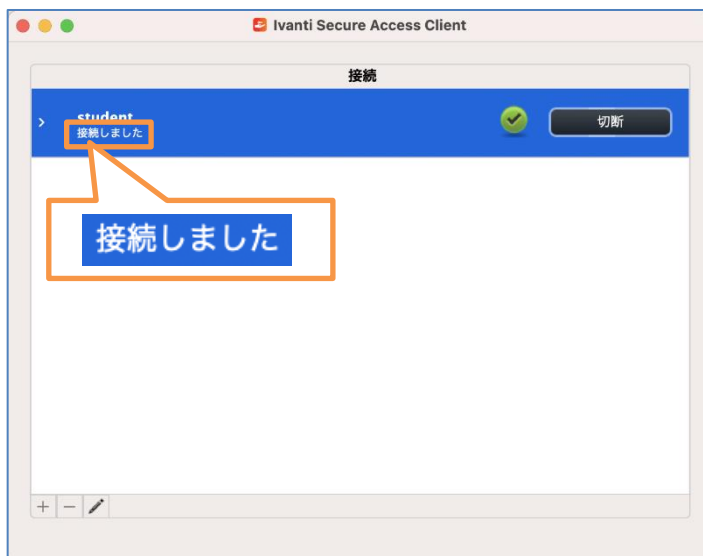 Ivanti Secure Access Client
接続
student
接続しました
切断
接続しました